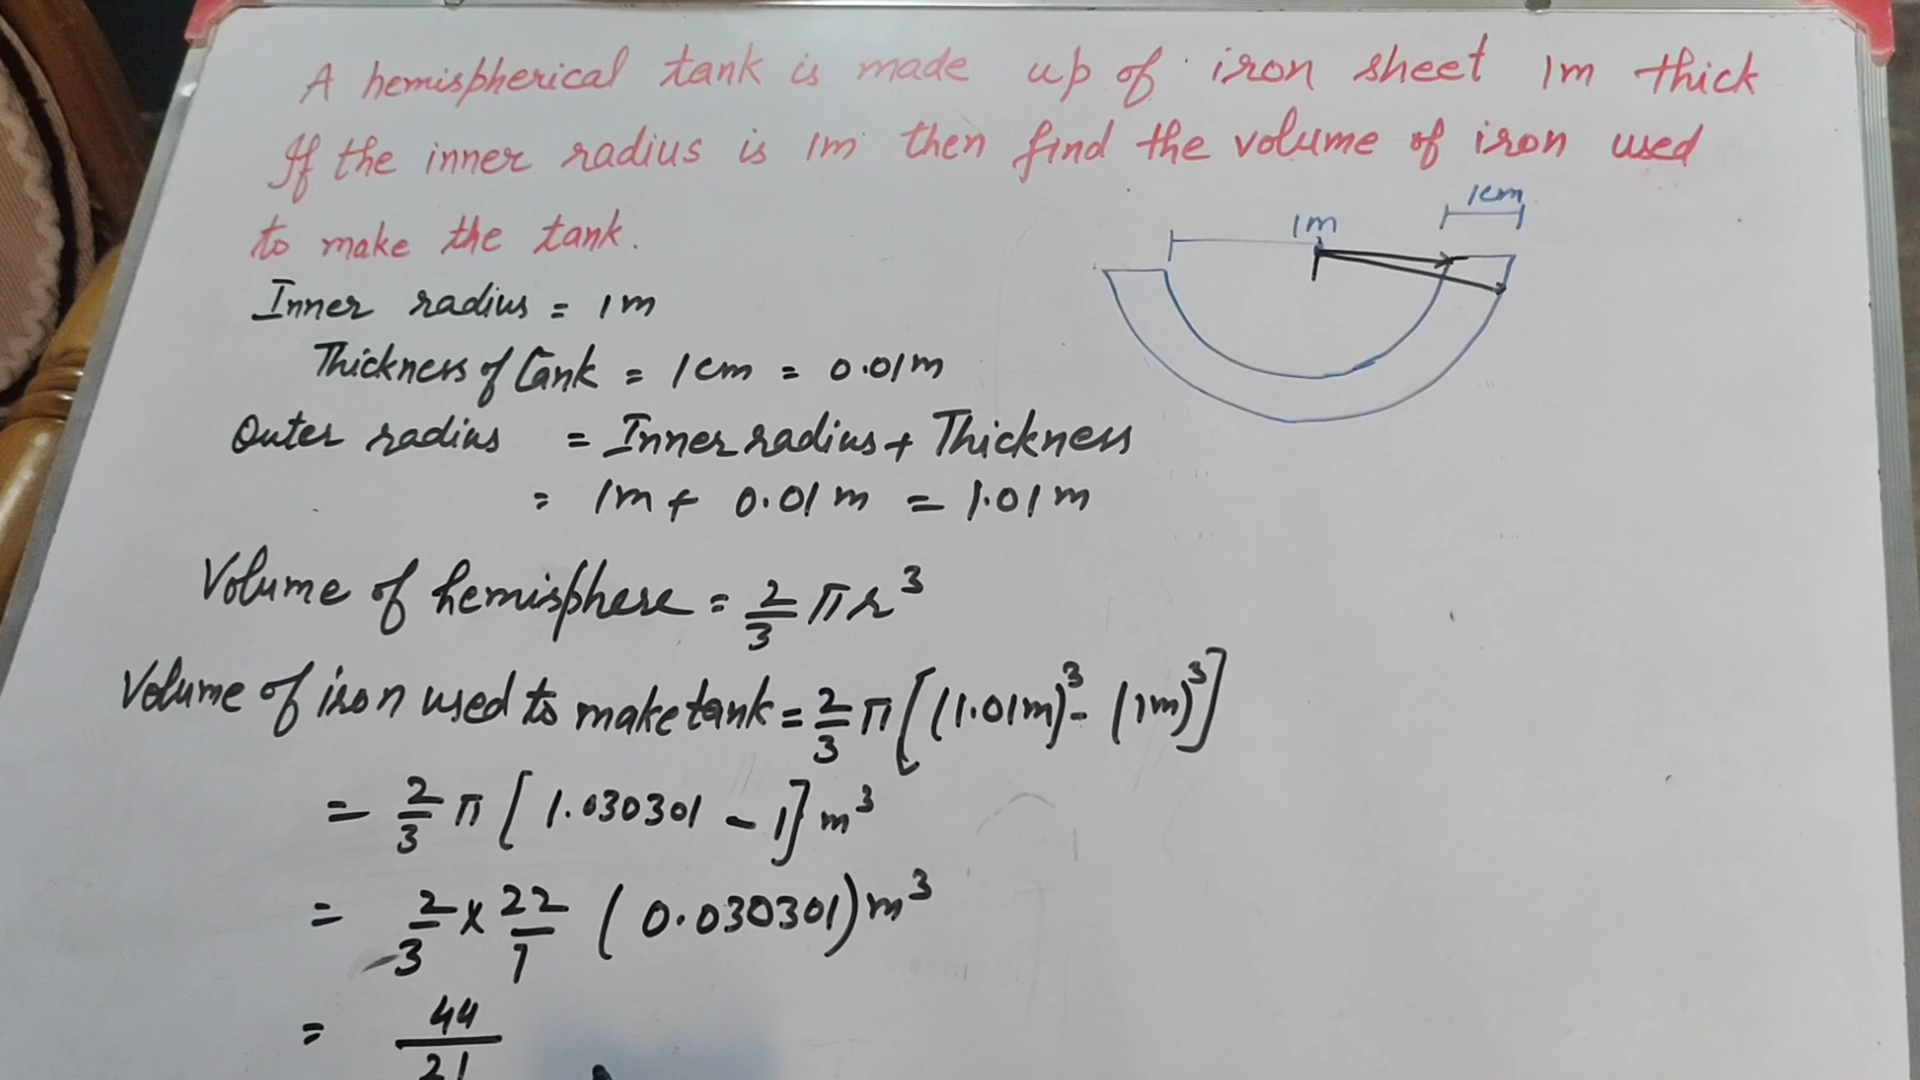 A hemispherical tank is made up of iron sheet 1m thick
If the inner radius is 1m then find the volume of iron used
to make the tank.
1cm
1m
Inner radius = 1m
Thickness of tank = 1cm = 0.01m
Outer radius = Inner radius + Thickness
= 1m + 0.01m = 1.01m
Volume of hemisphere = 2/3 πr³
Volume of iron used to make tank = 2/3 π[(1.01m)³ - (1m)³]
= 2/3 π[1.030301 - 1]m³
= 2/3 × 22/7 (0.030301)m³
= 44/21